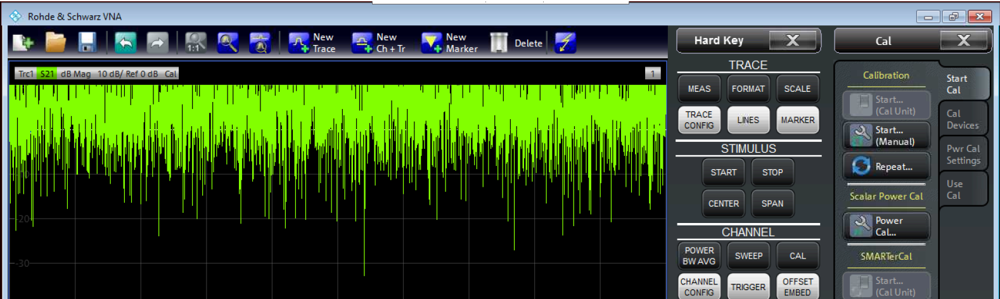 Rohde & Schwarz VNA
1:1
New
Trace
New
Ch + Tr
New
Marker
Delete
Trc1 S21 dB Mag 10 dB/ Ref 0 dB Cal
1
-20
-30
Hard Key
X
TRACE
MEAS
FORMAT
SCALE
TRACE
CONFIG
LINES
MARKER
STIMULUS
START
STOP
CENTER
SPAN
CHANNEL
POWER
BW AVG
SWEEP
CAL
CHANNEL
CONFIG
TRIGGER
OFFSET
EMBED
Cal
X
Calibration
Start...
(Cal Unit)
Start...
(Manual)
Repeat...
Scalar Power Cal
Power
Cal...
SMARTerCal
Start...
(Cal Unit)
Start
Cal
Cal
Devices
Pwr Cal
Settings
Use
Cal